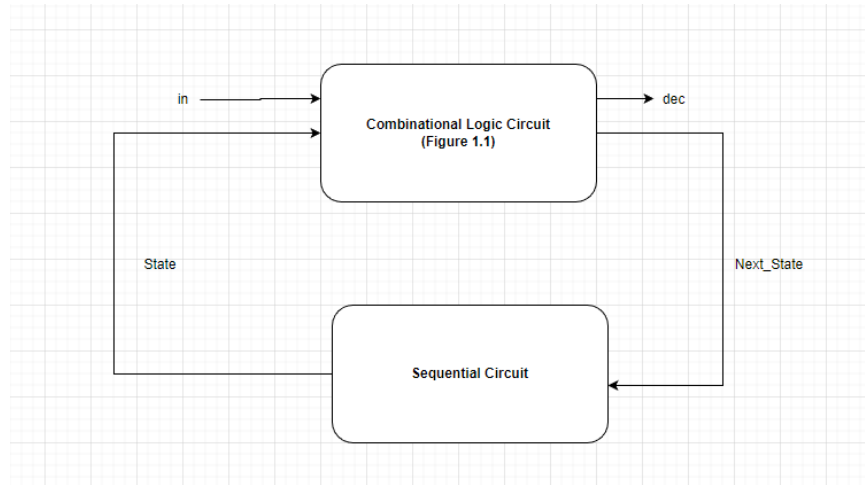 in
Combinational Logic Circuit
(Figure 1.1)
dec
State
Next_State
Sequential Circuit